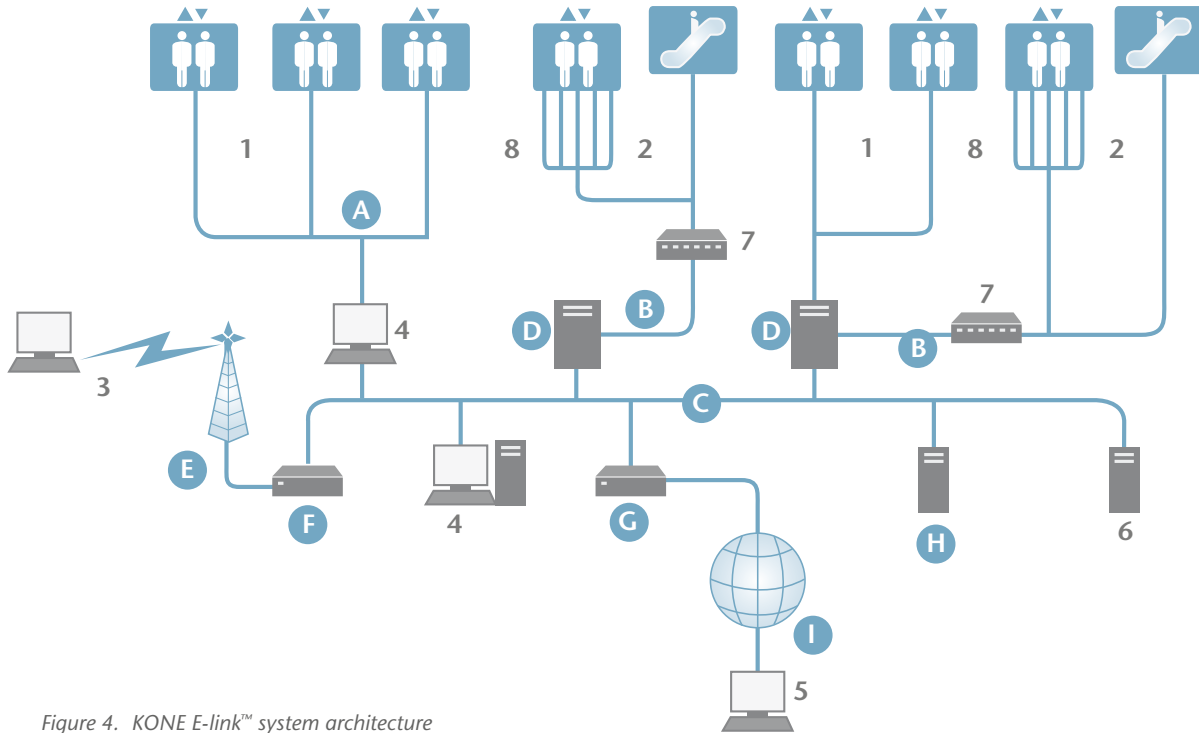 1
8
2
1
8
2
A
7
7
B
D
4
D
B
3
C
E
F
4
G
H
6
I
5
Figure 4. KONE E-link™ system architecture